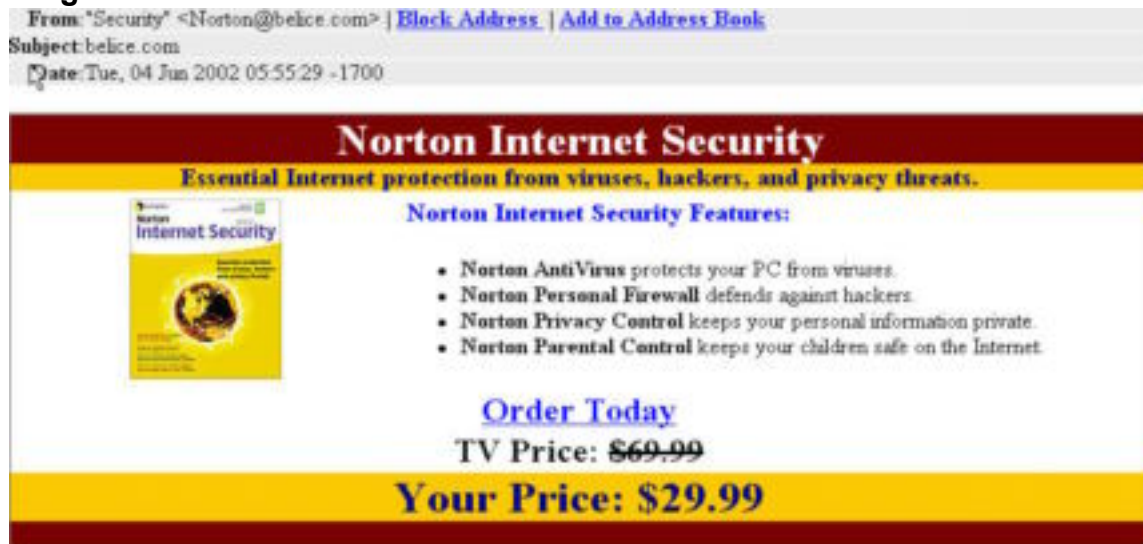 From:"Security" <Norton@belice.com> | Block Address | Add to Address Book
Subject:belice.com
Date:Tue, 04 Jun 2002 05:55:29 -1700
Norton Internet Security
Essential Internet protection from viruses, hackers, and privacy threats.
Norton
Internet Security
Norton Internet Security Features:
• Norton AntiVirus protects your PC from viruses.
• Norton Personal Firewall defends against hackers.
• Norton Privacy Control keeps your personal information private.
• Norton Parental Control keeps your children safe on the Internet.
Order Today
TV Price: $69.99
Your Price: $29.99